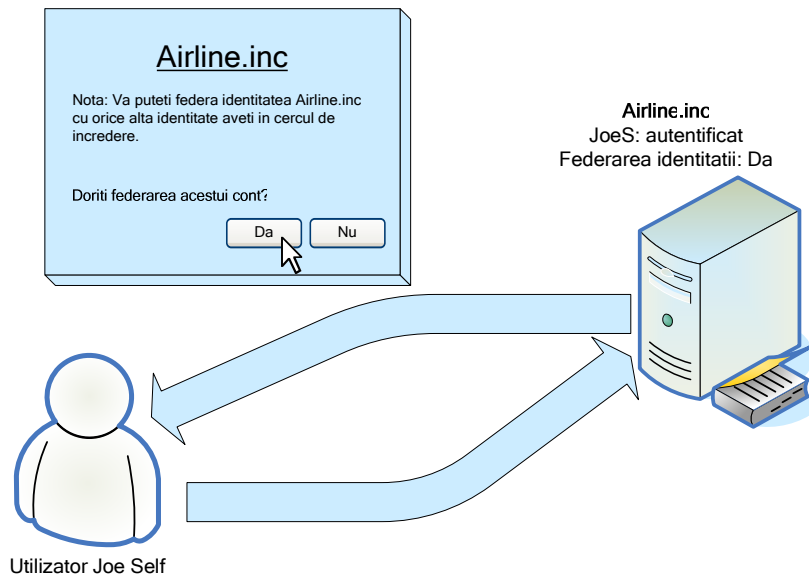 Airline.inc
Nota: Va puteti federa identitatea Airline.inc
cu orice alta identitate aveti in cercul de
incredere.
Doriti federarea acestui cont?
Da
Nu
Airline.inc
JoeS: autentificat
Federarea identitatii: Da
Utilizator Joe Self